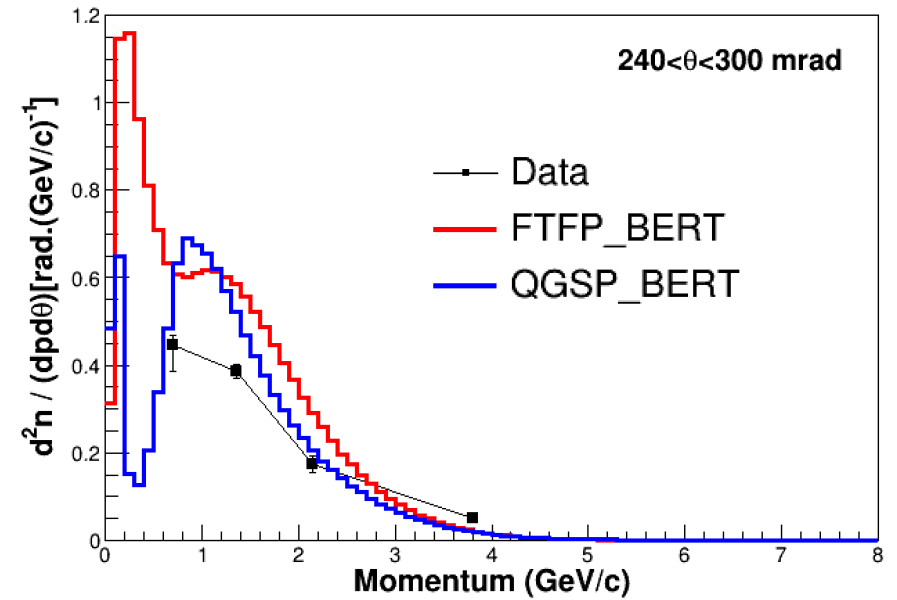 1.2
1
0.8
0.6
0.4
0.2
0
d²n / (dpdθ)[rad.(GeV/c)⁻¹]
240<θ<300 mrad
Data
FTFP_BERT
QGSP_BERT
0 1 2 3 4 5 6 7 8
Momentum (GeV/c)